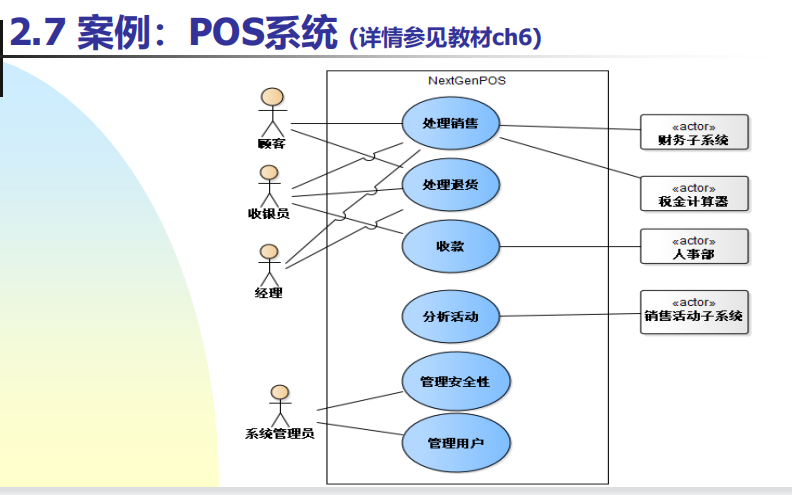 2.7 案例：POS系统 (详情参见教材ch6)
NextGenPOS
顾客
收银员
经理
系统管理员
处理销售
处理退货
收款
分析活动
管理安全性
管理用户
«actor»
财务子系统
«actor»
税金计算器
«actor»
人事部
«actor»
销售活动子系统